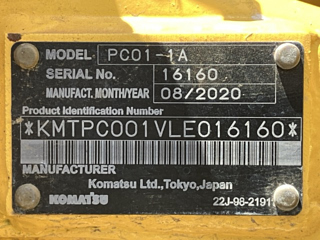 MODEL PC01-1A
SERIAL No. 16160
MANUFACT. MONTH/YEAR 08/2020
Product Identification Number
*KMTPC001VLE016160*
MANUFACTURER
Komatsu Ltd.,Tokyo,Japan
KOMATSU 22J-98-2191